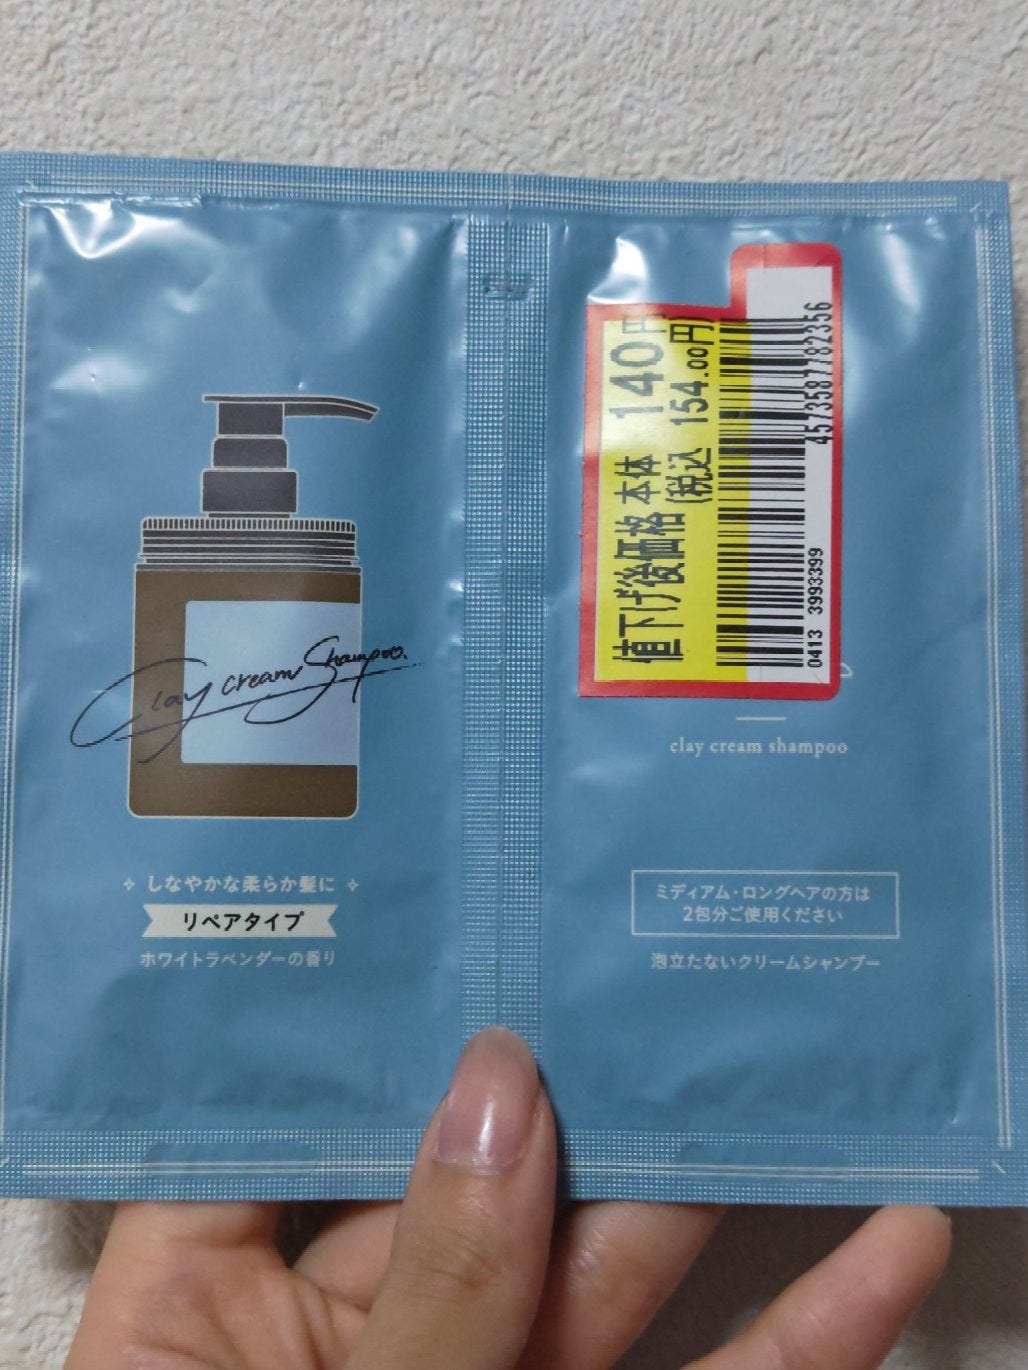 Clay cream Shampoo.
しなやかな柔らか髪に
リペアタイプ
ホワイトラベンダーの香り
値下げ後価格 本体 140円
(税込 154.00円)
4573587782356
0413 3993399
clay cream shampoo
ミディアム・ロングヘアの方は
2包分ご使用ください
泡立たないクリームシャンプー